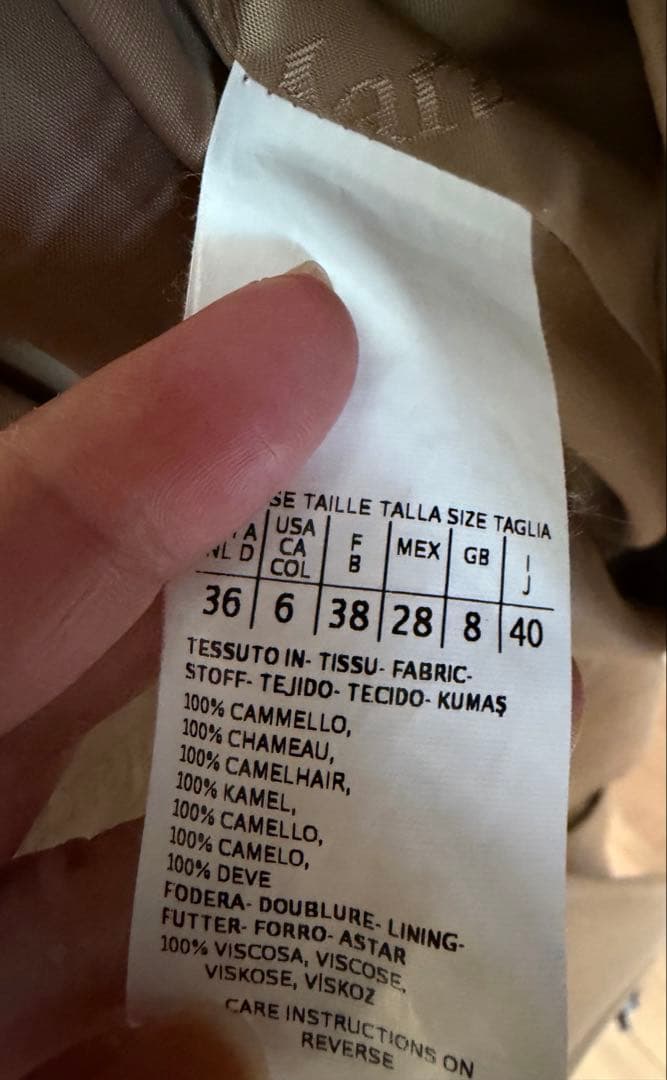 SE TAILLE TALLA SIZE TAGLIA
A USA F MEX GB I
NL D CA B J
COL
36 6 38 28 8 40
TESSUTO IN- TISSU- FABRIC-
STOFF- TEJIDO- TECIDO- KUMAŞ
100% CAMMELLO,
100% CHAMEAU,
100% CAMELHAIR,
100% KAMEL,
100% CAMELLO,
100% CAMELO,
100% DEVE
FODERA- DOUBLURE- LINING-
FUTTER- FORRO- ASTAR
100% VISCOSA, VISCOSE,
VISKOSE, VİSKOZ
CARE INSTRUCTIONS ON
REVERSE